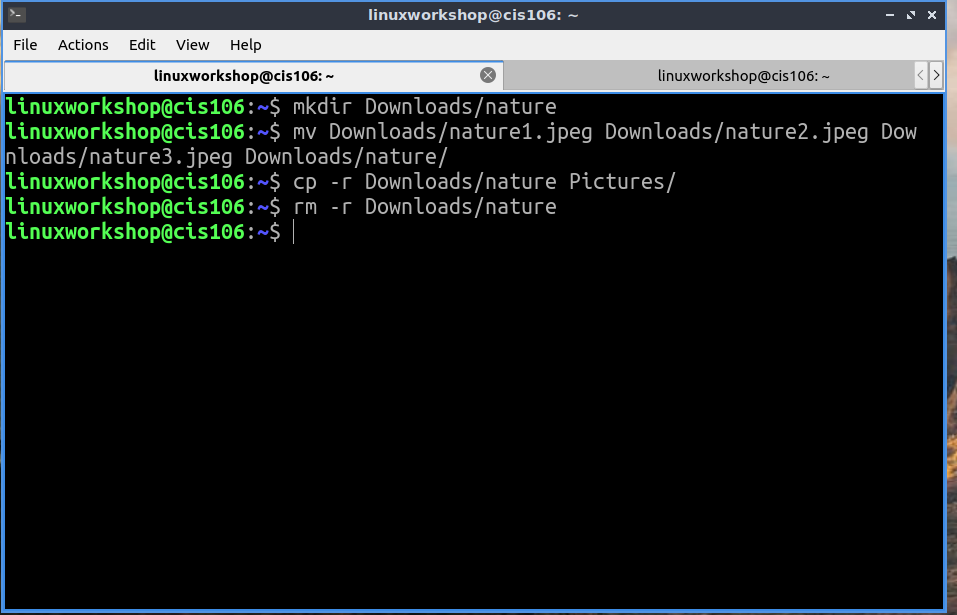 linuxworkshop@cis106: ~
File Actions Edit View Help
linuxworkshop@cis106: ~ linuxworkshop@cis106: ~
linuxworkshop@cis106:~$ mkdir Downloads/nature
linuxworkshop@cis106:~$ mv Downloads/nature1.jpeg Downloads/nature2.jpeg Dow
nloads/nature3.jpeg Downloads/nature/
linuxworkshop@cis106:~$ cp -r Downloads/nature Pictures/
linuxworkshop@cis106:~$ rm -r Downloads/nature
linuxworkshop@cis106:~$